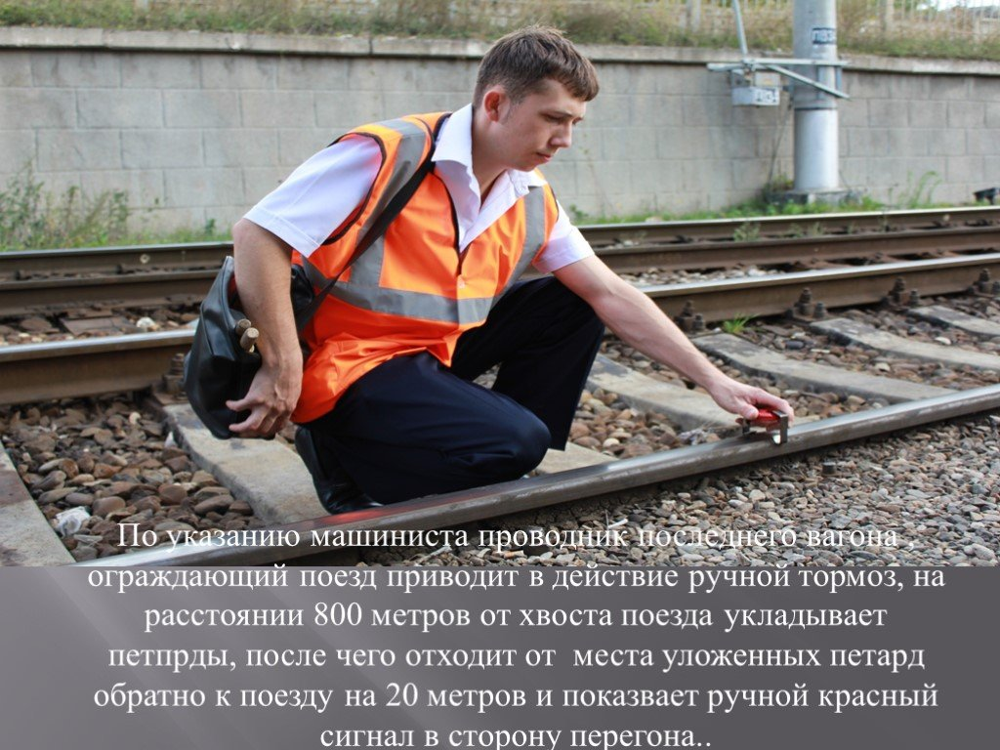 По указанию машиниста проводник последнего вагона ,
ограждающий поезд приводит в действие ручной тормоз, на
расстоянии 800 метров от хвоста поезда укладывает
петпрды, после чего отходит от  места уложенных петард
обратно к поезду на 20 метров и показвает ручной красный
сигнал в сторону перегона..